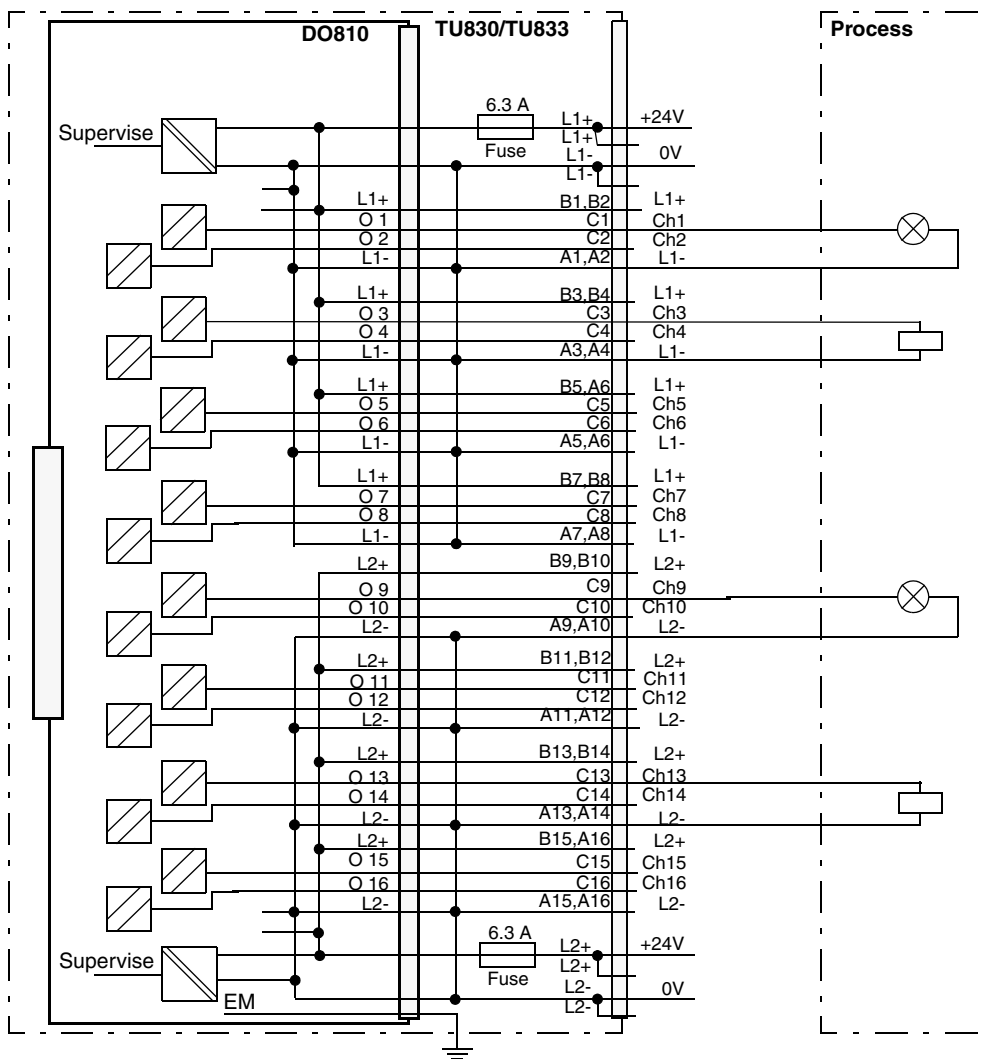 DO810 TU830/TU833 Process
6.3 A
Supervise L1+ +24V
L1+
Fuse L1- 0V
L1-
L1+ B1,B2 L1+
O 1 C1 Ch1
O 2 C2 Ch2
L1- A1,A2 L1-
L1+ B3,B4 L1+
O 3 C3 Ch3
O 4 C4 Ch4
L1- A3,A4 L1-
L1+ B5,A6 L1+
O 5 C5 Ch5
O 6 C6 Ch6
L1- A5,A6 L1-
L1+ B7,B8 L1+
O 7 C7 Ch7
O 8 C8 Ch8
L1- A7,A8 L1-
L2+ B9,B10 L2+
O 9 C9 Ch9
O 10 C10 Ch10
L2- A9,A10 L2-
L2+ B11,B12 L2+
O 11 C11 Ch11
O 12 C12 Ch12
L2- A11,A12 L2-
L2+ B13,B14 L2+
O 13 C13 Ch13
O 14 C14 Ch14
L2- A13,A14 L2-
L2+ B15,A16 L2+
O 15 C15 Ch15
O 16 C16 Ch16
L2- A15,A16 L2-
6.3 A
Supervise L2+ +24V
L2+
Fuse L2- 0V
EM L2-